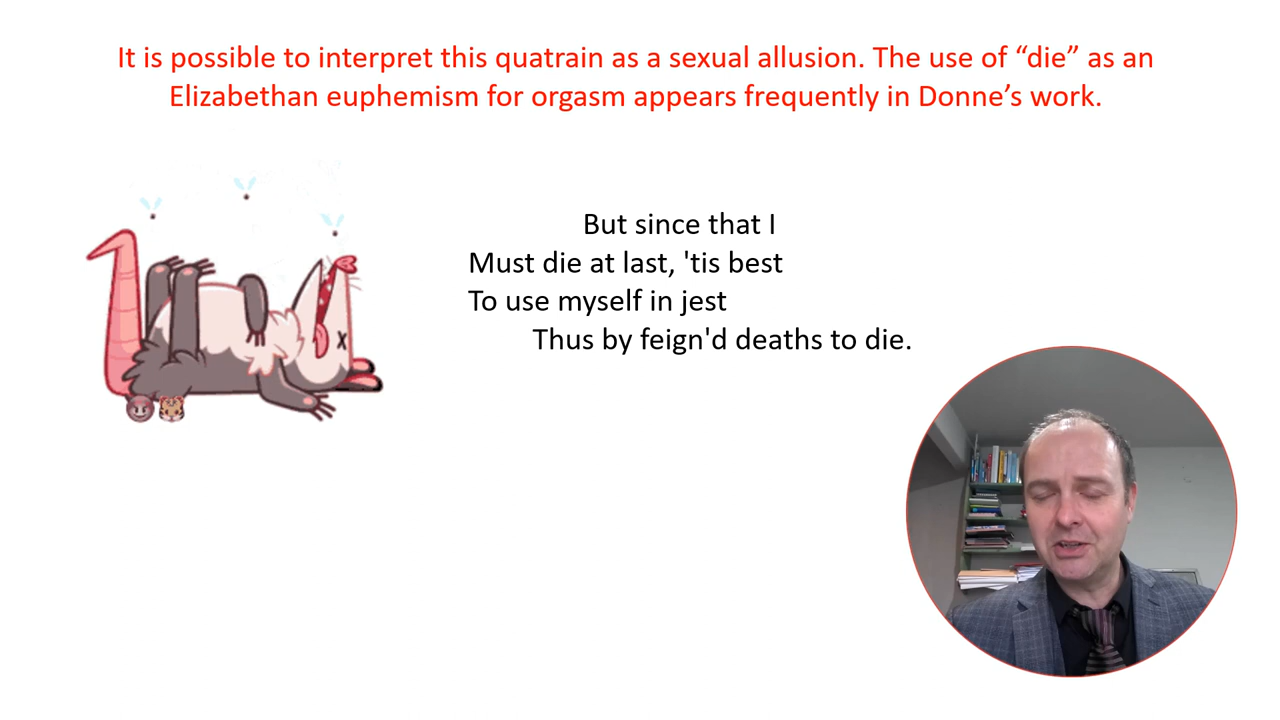 It is possible to interpret this quatrain as a sexual allusion. The use of “die” as an
Elizabethan euphemism for orgasm appears frequently in Donne’s work.
But since that I
Must die at last, 'tis best
To use myself in jest
Thus by feign'd deaths to die.